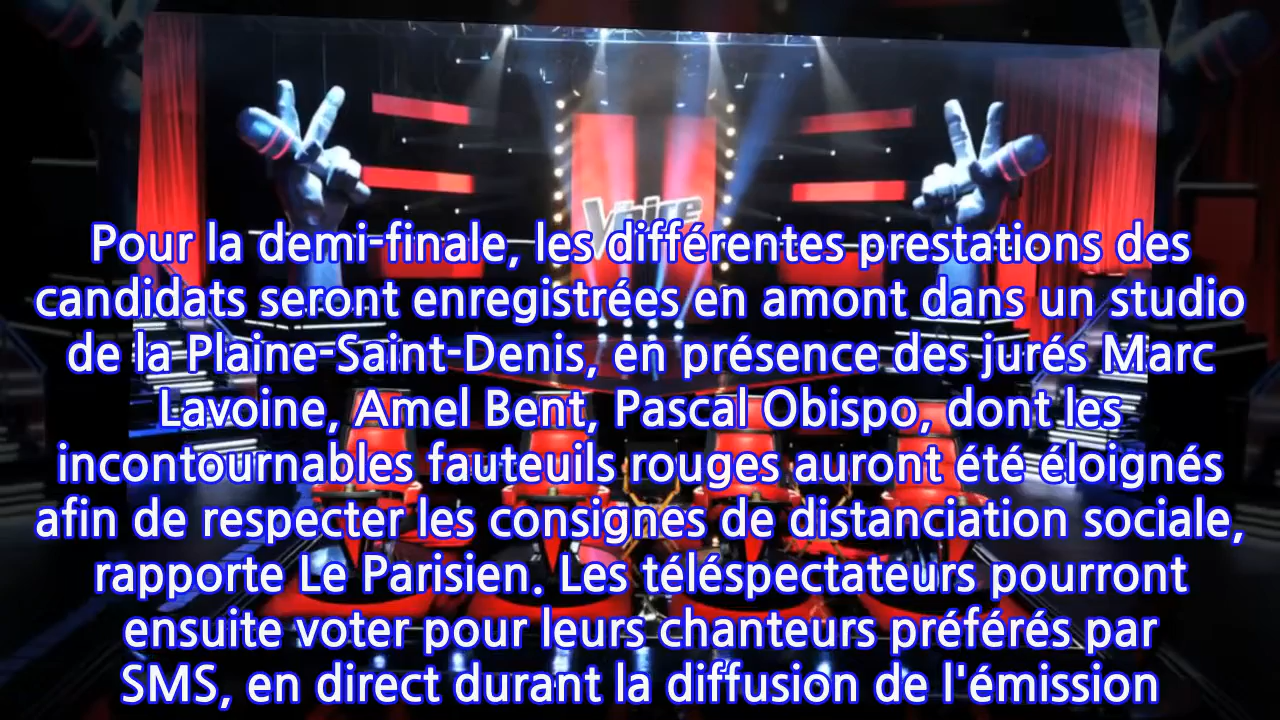 The
Voice
Pour la demi-finale, les différentes prestations des
candidats seront enregistrées en amont dans un studio
de la Plaine-Saint-Denis, en présence des jurés Marc
Lavoine, Amel Bent, Pascal Obispo, dont les
incontournables fauteuils rouges auront été éloignés
afin de respecter les consignes de distanciation sociale,
rapporte Le Parisien. Les téléspectateurs pourront
ensuite voter pour leurs chanteurs préférés par
SMS, en direct durant la diffusion de l'émission